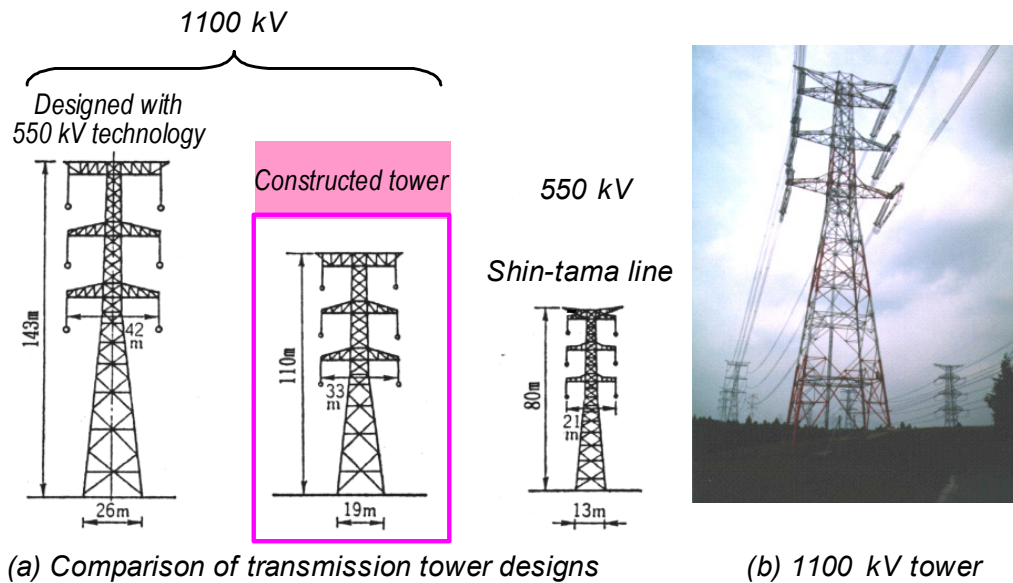 1100 kV
Designed with
550 kV technology
143m
42
m
26m
Constructed tower
110m
33
m
19m
550 kV
Shin-tama line
80m
21
m
13m
(a) Comparison of transmission tower designs
(b) 1100 kV tower